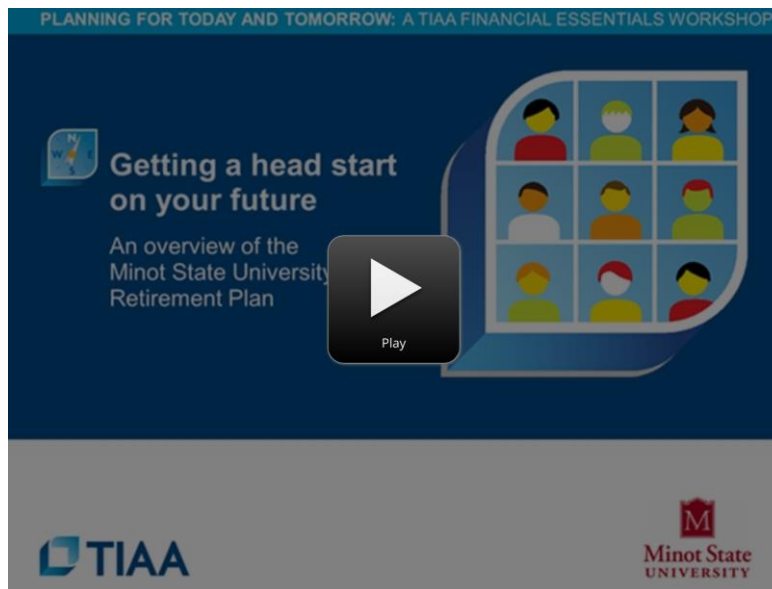 PLANNING FOR TODAY AND TOMORROW: A TIAA FINANCIAL ESSENTIALS WORKSHOP
N
W E
S
Getting a head start
on your future
An overview of the
Minot State University
Retirement Plan
Play
TIAA
M
Minot State
UNIVERSITY